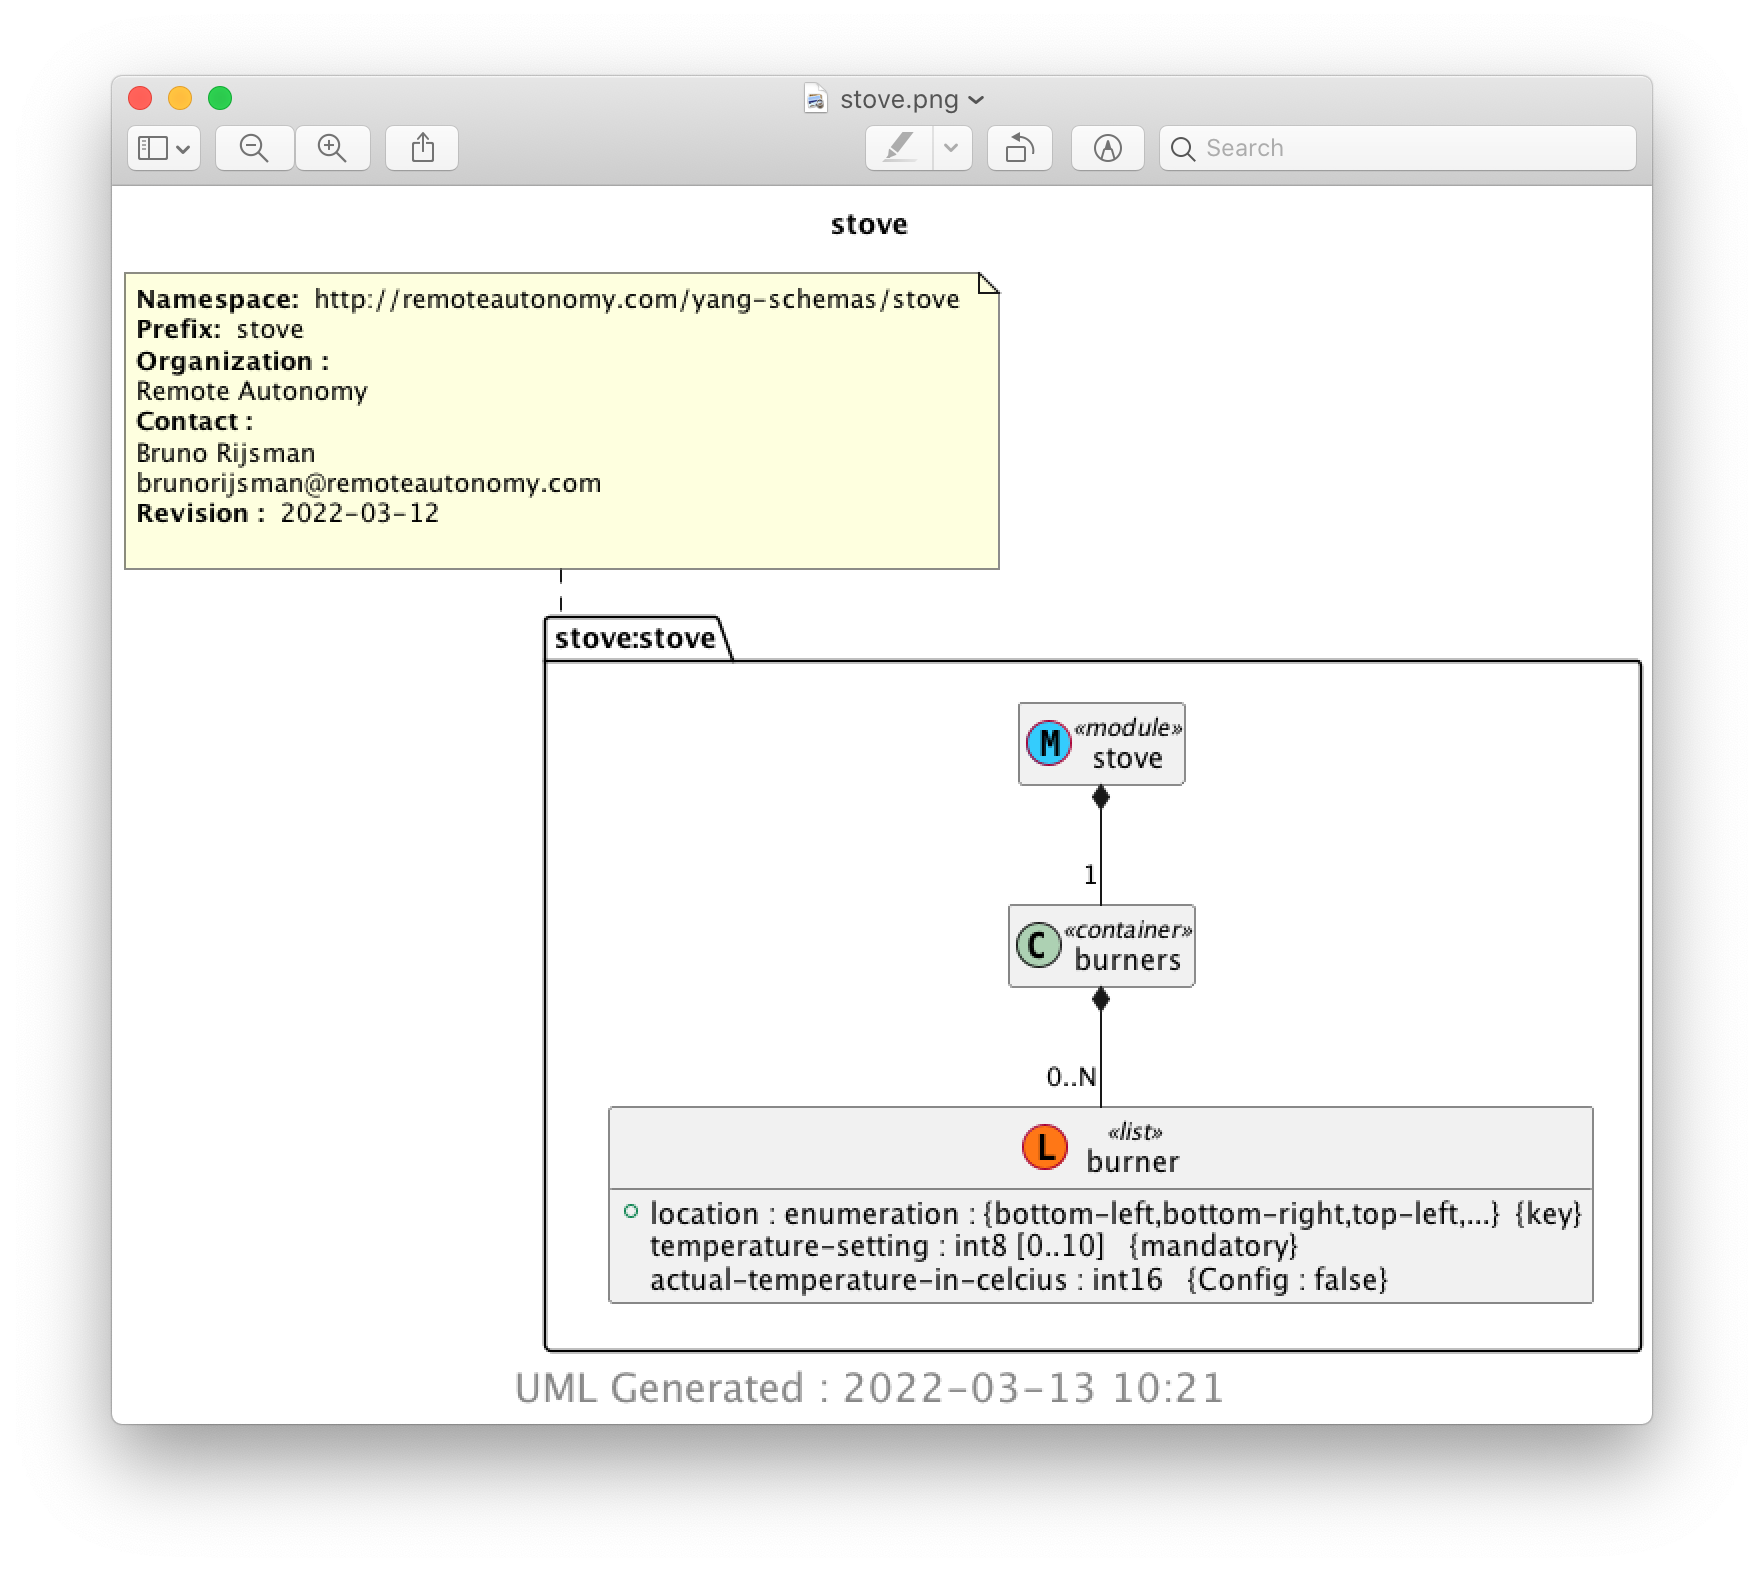 stove.png
Search
stove
Namespace: http://remoteautonomy.com/yang-schemas/stove
Prefix: stove
Organization :
Remote Autonomy
Contact :
Bruno Rijsman
brunorijsman@remoteautonomy.com
Revision : 2022-03-12
stove:stove
M «module»
stove
1
C «container»
burners
0..N
L «list»
burner
location : enumeration : {bottom-left,bottom-right,top-left,...} {key}
temperature-setting : int8 [0..10] {mandatory}
actual-temperature-in-celcius : int16 {Config : false}
UML Generated : 2022-03-13 10:21